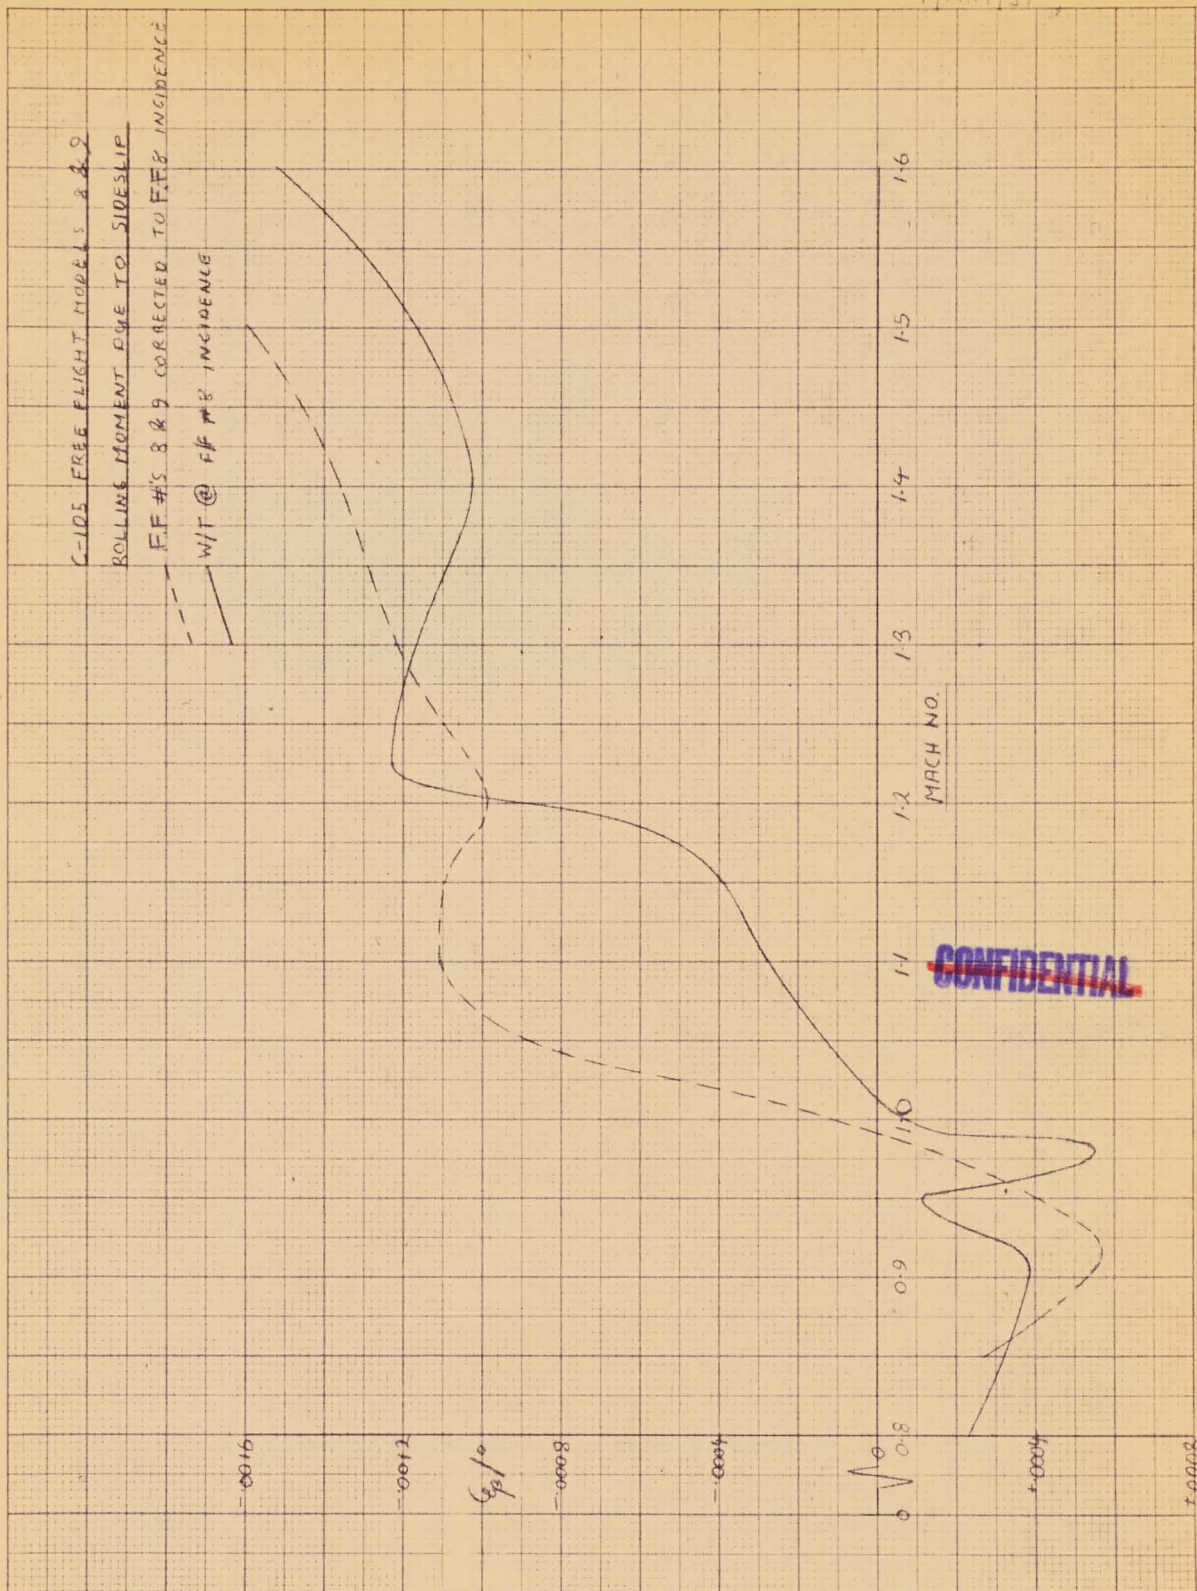 C-105 FREE FLIGHT MODELS 8 & 9
ROLLING MOMENT DUE TO SIDESLIP
F.F #'S 8 & 9 CORRECTED TO F.F.8 INCIDENCE
W/T @ F/F #8 INCIDENCE
-.0016
-.0012
-.0008
-.0004
0
+.0004
+.0008
0
0.8
0.9
1.0
1.1
1.2
1.3
1.4
1.5
1.6
MACH NO.
CONFIDENTIAL